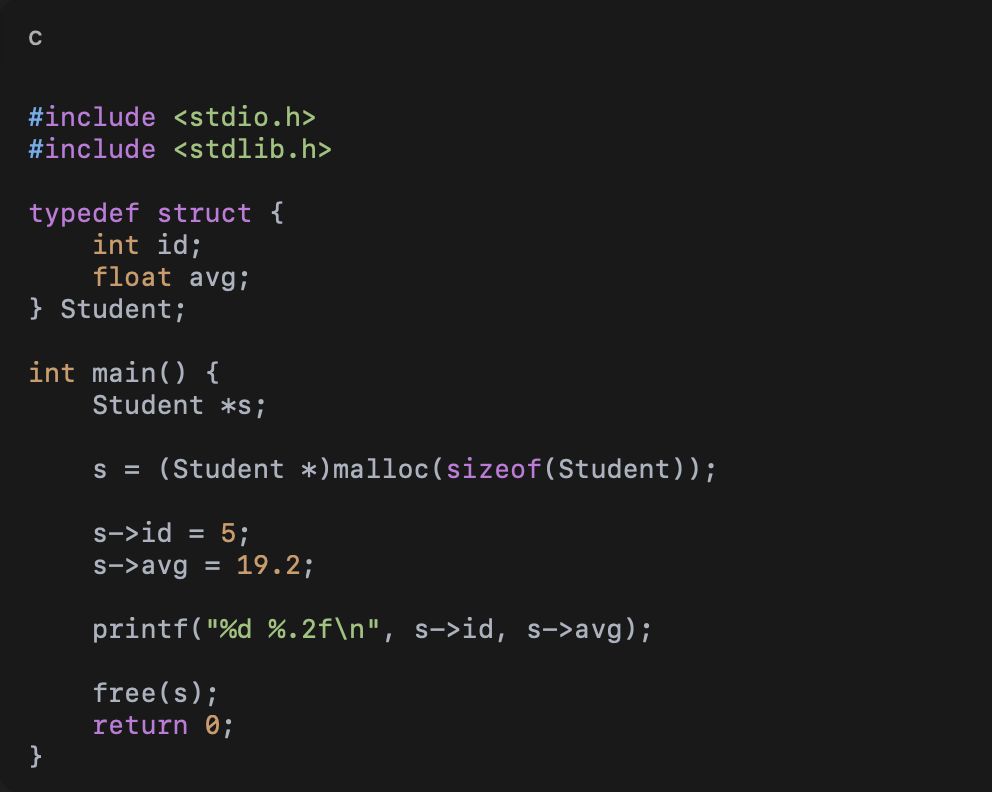 c
#include <stdio.h>
#include <stdlib.h>
typedef struct {
    int id;
    float avg;
} Student;
int main() {
    Student *s;
    s = (Student *)malloc(sizeof(Student));
    s->id = 5;
    s->avg = 19.2;
    printf("%d %.2f\n", s->id, s->avg);
    free(s);
    return 0;
}